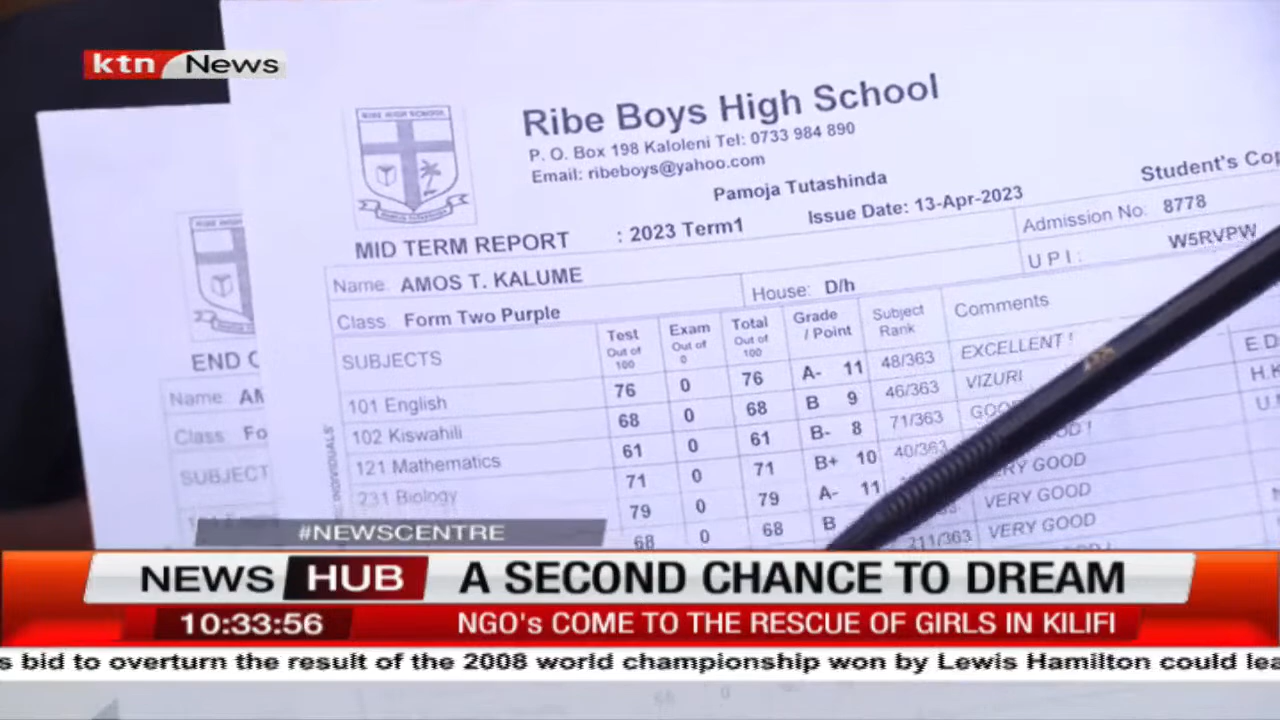 ktn News
RIBE HIGH SCHOOL
Ribe Boys High School
P. O. Box 198 Kaloleni Tel: 0733 984 890
Email: ribeboys@yahoo.com
Pamoja Tutashinda
Student's Cop
MID TERM REPORT : 2023 Term1 Issue Date: 13-Apr-2023
Admission No: 8778
Name: AMOS T. KALUME
UPI: W5RVPW
Class: Form Two Purple House: D/h
SUBJECTS Test Out of 100 Exam Out of 0 Total Out of 100 Grade / Point Subject Rank Comments
101 English 76 0 76 A- 11 48/363 EXCELLENT !
102 Kiswahili 68 0 68 B 9 46/363 VIZURI
121 Mathematics 61 0 61 B- 8 71/363
231 Biology 71 0 71 B+ 10 40/363
79 0 79 A- 11 VERY GOOD
68 0 68 B 211/363 VERY GOOD
END
Name: AM
Class: Fo
SUBJECT
#NEWSCENTRE
NEWS HUB A SECOND CHANCE TO DREAM
10:33:56 NGO's COME TO THE RESCUE OF GIRLS IN KILIFI
s bid to overturn the result of the 2008 world championship won by Lewis Hamilton could lea